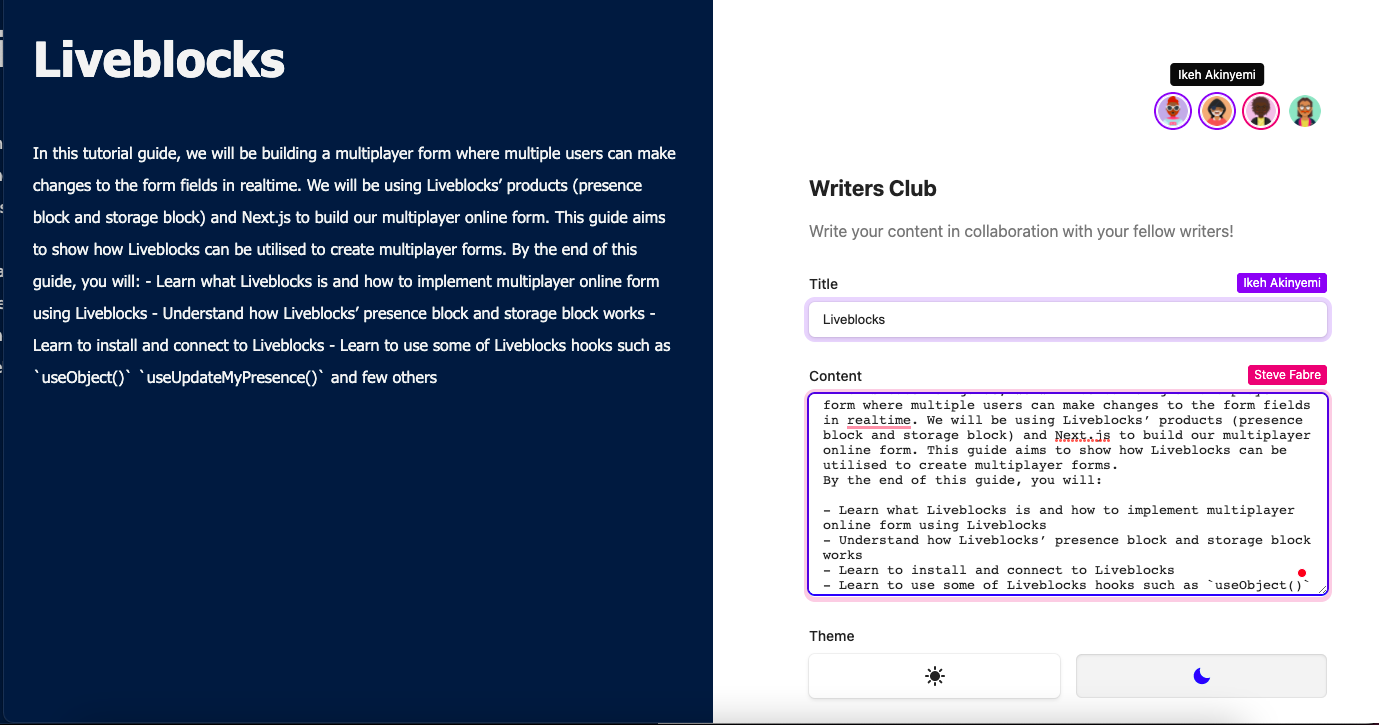 Liveblocks
In this tutorial guide, we will be building a multiplayer form where multiple users can make
changes to the form fields in realtime. We will be using Liveblocks’ products (presence
block and storage block) and Next.js to build our multiplayer online form. This guide aims
to show how Liveblocks can be utilised to create multiplayer forms. By the end of this
guide, you will: - Learn what Liveblocks is and how to implement multiplayer online form
using Liveblocks - Understand how Liveblocks’ presence block and storage block works -
Learn to install and connect to Liveblocks - Learn to use some of Liveblocks hooks such as
`useObject()` `useUpdateMyPresence()` and few others
Ikeh Akinyemi
Writers Club
Write your content in collaboration with your fellow writers!
Title
Ikeh Akinyemi
Liveblocks
Content
Steve Fabre
form where multiple users can make changes to the form fields
in realtime. We will be using Liveblocks’ products (presence
block and storage block) and Next.js to build our multiplayer
online form. This guide aims to show how Liveblocks can be
utilised to create multiplayer forms.
By the end of this guide, you will:
- Learn what Liveblocks is and how to implement multiplayer
online form using Liveblocks
- Understand how Liveblocks’ presence block and storage block
works
- Learn to install and connect to Liveblocks
- Learn to use some of Liveblocks hooks such as `useObject()`
Theme